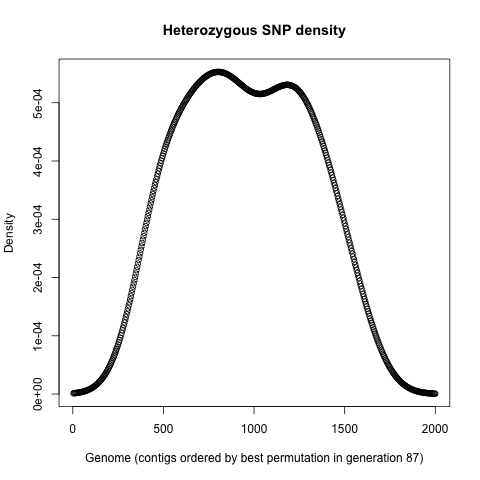 Heterozygous SNP density
Density
5e-04
4e-04
3e-04
2e-04
1e-04
0e+00
0 500 1000 1500 2000
Genome (contigs ordered by best permutation in generation 87)